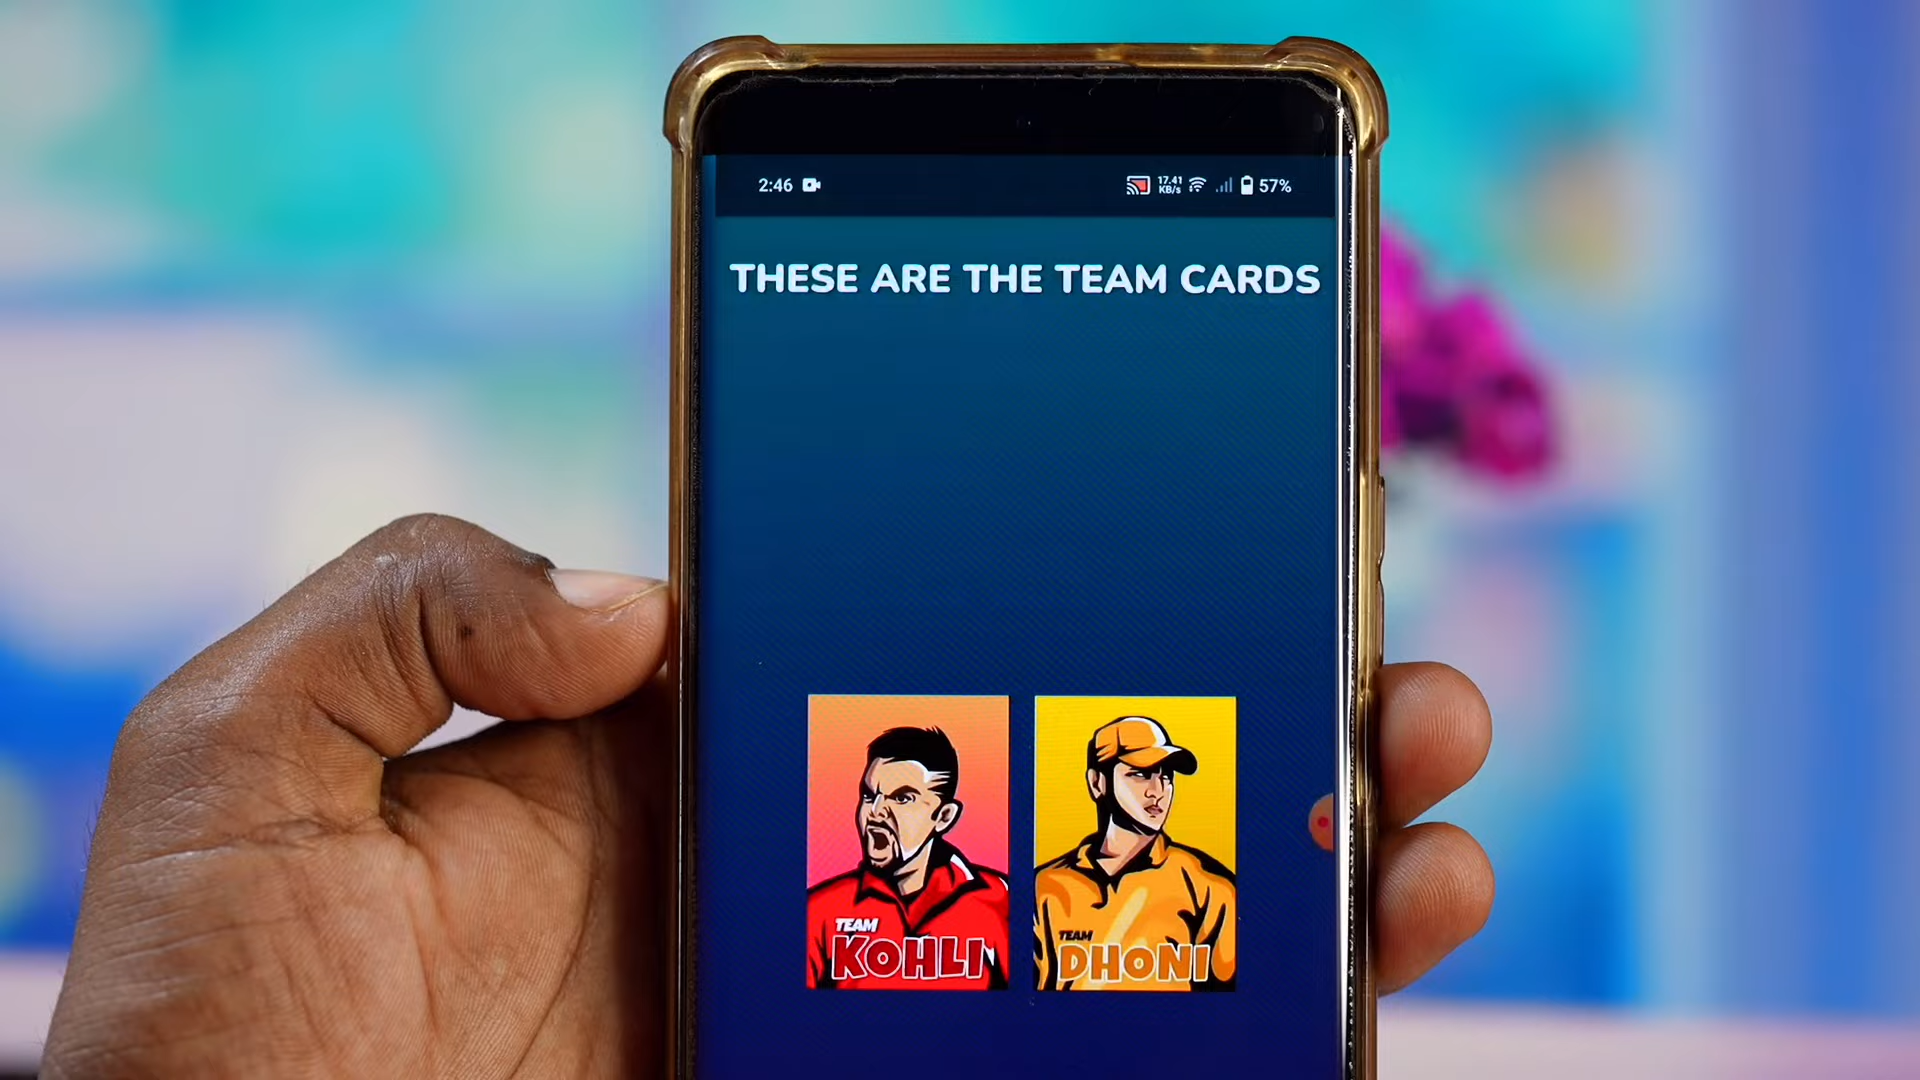 2:46
17.41
KB/s
57%
THESE ARE THE TEAM CARDS
TEAM
KOHLI
TEAM
DHONI